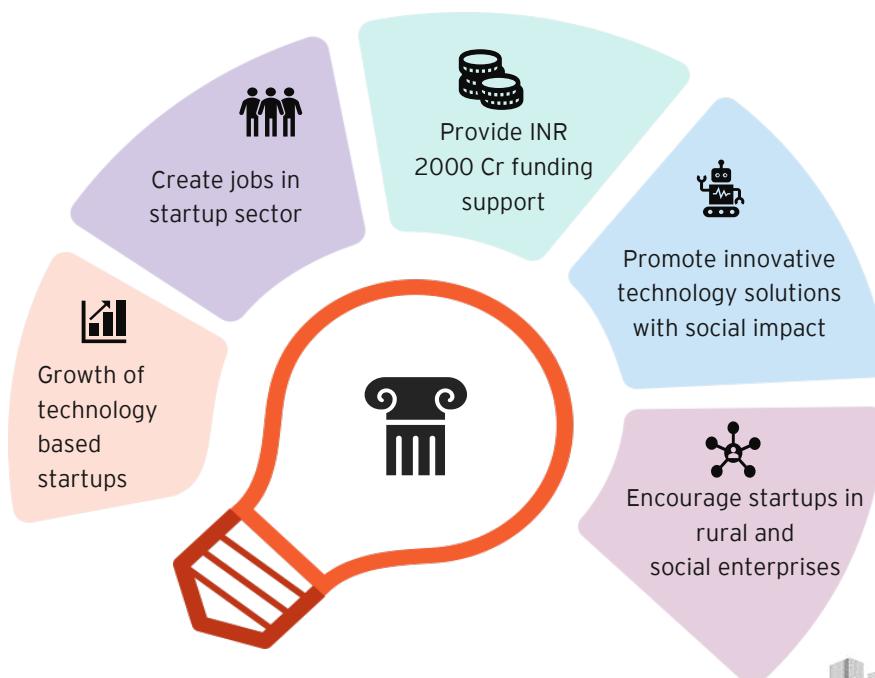 Growth of
technology
based
startups
Create jobs in
startup sector
Provide INR
2000 Cr funding
support
Promote innovative
technology solutions
with social impact
Encourage startups in
rural and
social enterprises